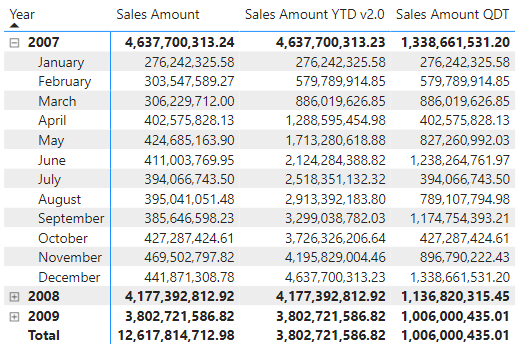 Year Sales Amount Sales Amount YTD v2.0 Sales Amount QDT
2007 4,637,700,313.24 4,637,700,313.23 1,338,661,531.20
January 276,242,325.58 276,242,325.58 276,242,325.58
February 303,547,589.27 579,789,914.85 579,789,914.85
March 306,229,712.00 886,019,626.85 886,019,626.85
April 402,575,828.13 1,288,595,454.98 402,575,828.13
May 424,685,163.90 1,713,280,618.88 827,260,992.03
June 411,003,769.95 2,124,284,388.82 1,238,264,761.97
July 394,066,743.50 2,518,351,132.32 394,066,743.50
August 395,041,051.48 2,913,392,183.80 789,107,794.98
September 385,646,598.23 3,299,038,782.03 1,174,754,393.21
October 427,287,424.61 3,726,326,206.64 427,287,424.61
November 469,502,797.82 4,195,829,004.46 896,790,222.43
December 441,871,308.78 4,637,700,313.23 1,338,661,531.20
2008 4,177,392,812.92 4,177,392,812.92 1,136,820,315.45
2009 3,802,721,586.82 3,802,721,586.82 1,006,000,435.01
Total 12,617,814,712.98 3,802,721,586.82 1,006,000,435.01